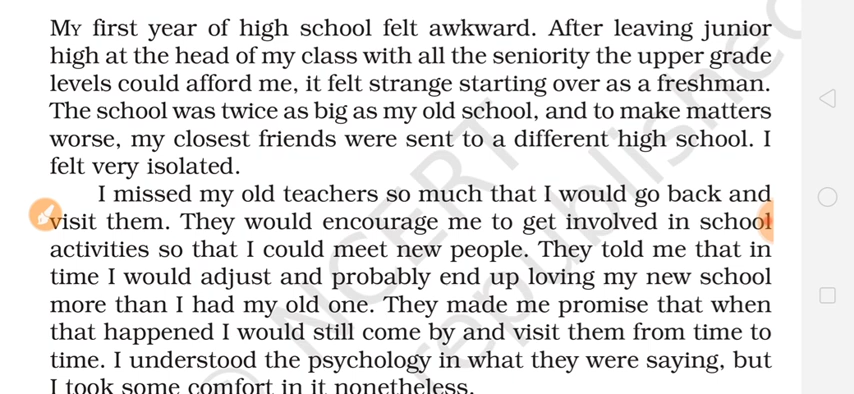 MY first year of high school felt awkward. After leaving junior
high at the head of my class with all the seniority the upper grade
levels could afford me, it felt strange starting over as a freshman.
The school was twice as big as my old school, and to make matters
worse, my closest friends were sent to a different high school. I
felt very isolated.
I missed my old teachers so much that I would go back and
visit them. They would encourage me to get involved in school
activities so that I could meet new people. They told me that in
time I would adjust and probably end up loving my new school
more than I had my old one. They made me promise that when
that happened I would still come by and visit them from time to
time. I understood the psychology in what they were saying, but
I took some comfort in it nonetheless.
© NCERT
republished